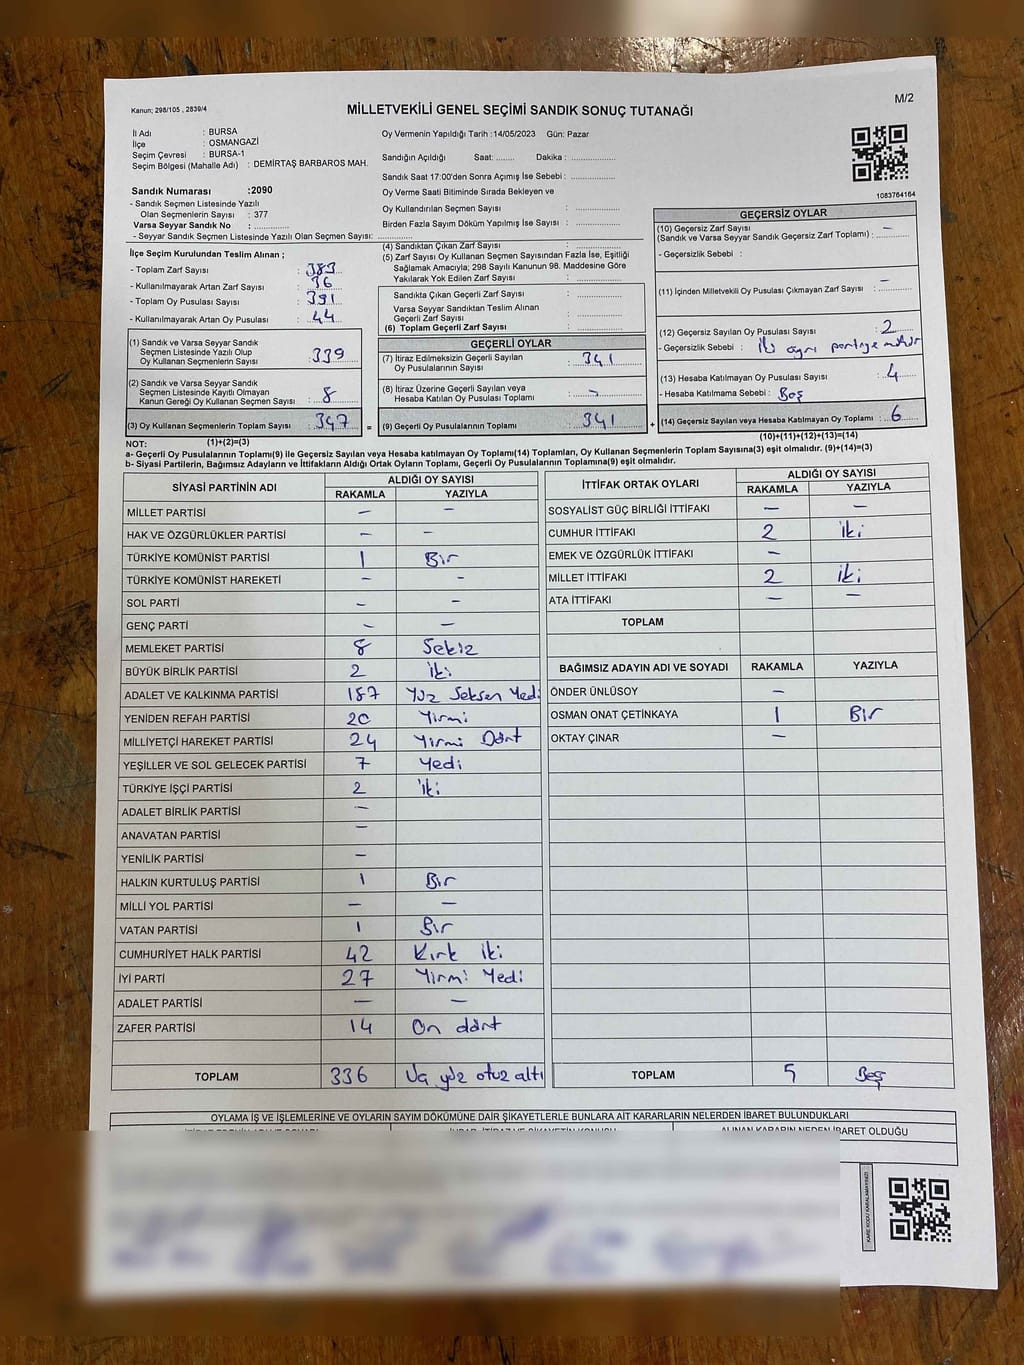 Kanun; 298/105 , 2839/4
MİLLETVEKİLİ GENEL SEÇİMİ SANDIK SONUÇ TUTANAĞI
M/2
İl Adı : BURSA
İlçe : OSMANGAZİ
Seçim Çevresi : BURSA-1
Seçim Bölgesi (Mahalle Adı) : DEMİRTAŞ BARBAROS MAH.
Sandık Numarası :2090
- Sandık Seçmen Listesinde Yazılı
Olan Seçmenlerin Sayısı : 377
Varsa Seyyar Sandık No : ..............
- Seyyar Sandık Seçmen Listesinde Yazılı Olan Seçmen Sayısı: ..............
Oy Vermenin Yapıldığı Tarih :14/05/2023 Gün: Pazar
Sandığın Açıldığı Saat: ....... Dakika : ..............
Sandık Saat 17:00'den Sonra Açımış İse Sebebi : ..............
Oy Verme Saati Bitiminde Sırada Bekleyen ve
Oy Kullandırılan Seçmen Sayısı : ..............
Birden Fazla Sayım Döküm Yapılmış İse Sayısı : ..............
1083764164
İlçe Seçim Kurulundan Teslim Alınan ;
- Toplam Zarf Sayısı : 383
- Kullanılmayarak Artan Zarf Sayısı : 36
- Toplam Oy Pusulası Sayısı : 391
- Kullanılmayarak Artan Oy Pusulası : 44
(1) Sandık ve Varsa Seyyar Sandık
Seçmen Listesinde Yazılı Olup
Oy Kullanan Seçmenlerin Sayısı : 339
(2) Sandık ve Varsa Seyyar Sandık
Seçmen Listesinde Kayıtlı Olmayan
Kanun Gereği Oy Kullanan Seçmen Sayısı : 8
(3) Oy Kullanan Seçmenlerin Toplam Sayısı : 347 =
(1)+(2)=(3)
(4) Sandıktan Çıkan Zarf Sayısı : ..............
(5) Zarf Sayısı Oy Kullanan Seçmen Sayısından Fazla İse, Eşitliği
Sağlamak Amacıyla; 298 Sayılı Kanunun 98. Maddesine Göre
Yakılarak Yok Edilen Zarf Sayısı : ..............
Sandıkta Çıkan Geçerli Zarf Sayısı : ..............
Varsa Seyyar Sandıktan Teslim Alınan
Geçerli Zarf Sayısı : ..............
(6) Toplam Geçerli Zarf Sayısı : ..............
GEÇERLİ OYLAR
(7) İtiraz Edilmeksizin Geçerli Sayılan
Oy Pusulalarının Sayısı : 341
(8) İtiraz Üzerine Geçerli Sayılan veya
Hesaba Katılan Oy Pusulası Toplamı : -
(9) Geçerli Oy Pusulalarının Toplamı : 341 +
GEÇERSİZ OYLAR
(10) Geçersiz Zarf Sayısı
(Sandık ve Varsa Seyyar Sandık Geçersiz Zarf Toplamı) : -
- Geçersizlik Sebebi :
(11) İçinden Milletvekili Oy Pusulası Çıkmayan Zarf Sayısı : -
(12) Geçersiz Sayılan Oy Pusulası Sayısı : 2
- Geçersizlik Sebebi : İki ayrı partiye mühür
(13) Hesaba Katılmayan Oy Pusulası Sayısı : 4
- Hesaba Katılmama Sebebi : Boş
(14) Geçersiz Sayılan veya Hesaba Katılmayan Oy Toplamı : 6
(10)+(11)+(12)+(13)=(14)
NOT:
a- Geçerli Oy Pusulalarının Toplamı(9) ile Geçersiz Sayılan veya Hesaba katılmayan Oy Toplamı(14) Toplamları, Oy Kullanan Seçmenlerin Toplam Sayısına(3) eşit olmalıdır. (9)+(14)=(3)
b- Siyasi Partilerin, Bağımsız Adayların ve İttifakların Aldığı Ortak Oyların Toplamı, Geçerli Oy Pusulalarının Toplamına(9) eşit olmalıdır.
SİYASİ PARTİNİN ADI ALDIĞI OY SAYISI
RAKAMLA YAZIYLA
MİLLET PARTİSİ - -
HAK VE ÖZGÜRLÜKLER PARTİSİ - -
TÜRKİYE KOMÜNİST PARTİSİ 1 Bir
TÜRKİYE KOMÜNİST HAREKETİ - -
SOL PARTİ - -
GENÇ PARTİ - -
MEMLEKET PARTİSİ 8 Sekiz
BÜYÜK BİRLİK PARTİSİ 2 İki
ADALET VE KALKINMA PARTİSİ 187 Yüz Seksen Yedi
YENİDEN REFAH PARTİSİ 20 Yirmi
MİLLİYETÇİ HAREKET PARTİSİ 24 Yirmi Dört
YEŞİLLER VE SOL GELECEK PARTİSİ 7 Yedi
TÜRKİYE İŞÇİ PARTİSİ 2 İki
ADALET BİRLİK PARTİSİ -
ANAVATAN PARTİSİ -
YENİLİK PARTİSİ -
HALKIN KURTULUŞ PARTİSİ 1 Bir
MİLLİ YOL PARTİSİ - -
VATAN PARTİSİ 1 Bir
CUMHURİYET HALK PARTİSİ 42 Kırk İki
İYİ PARTİ 27 Yirmi Yedi
ADALET PARTİSİ - -
ZAFER PARTİSİ 14 On dört
TOPLAM 336 Üç yüz otuz altı
İTTİFAK ORTAK OYLARI ALDIĞI OY SAYISI
RAKAMLA YAZIYLA
SOSYALİST GÜÇ BİRLİĞİ İTTİFAKI - -
CUMHUR İTTİFAKI 2 İki
EMEK VE ÖZGÜRLÜK İTTİFAKI -
MİLLET İTTİFAKI 2 İki
ATA İTTİFAKI - -
TOPLAM
BAĞIMSIZ ADAYIN ADI VE SOYADI RAKAMLA YAZIYLA
ÖNDER ÜNLÜSOY -
OSMAN ONAT ÇETİNKAYA 1 Bir
OKTAY ÇINAR -
TOPLAM 5 Beş
OYLAMA İŞ VE İŞLEMLERİNE VE OYLARIN SAYIM DÖKÜMÜNE DAİR ŞİKAYETLERLE BUNLARA AİT KARARLARIN NELERDEN İBARET BULUNDUKLARI
ALINAN KARARIN NEDEN İBARET OLDUĞU
KARE KODU KARALAMAYINIZ!